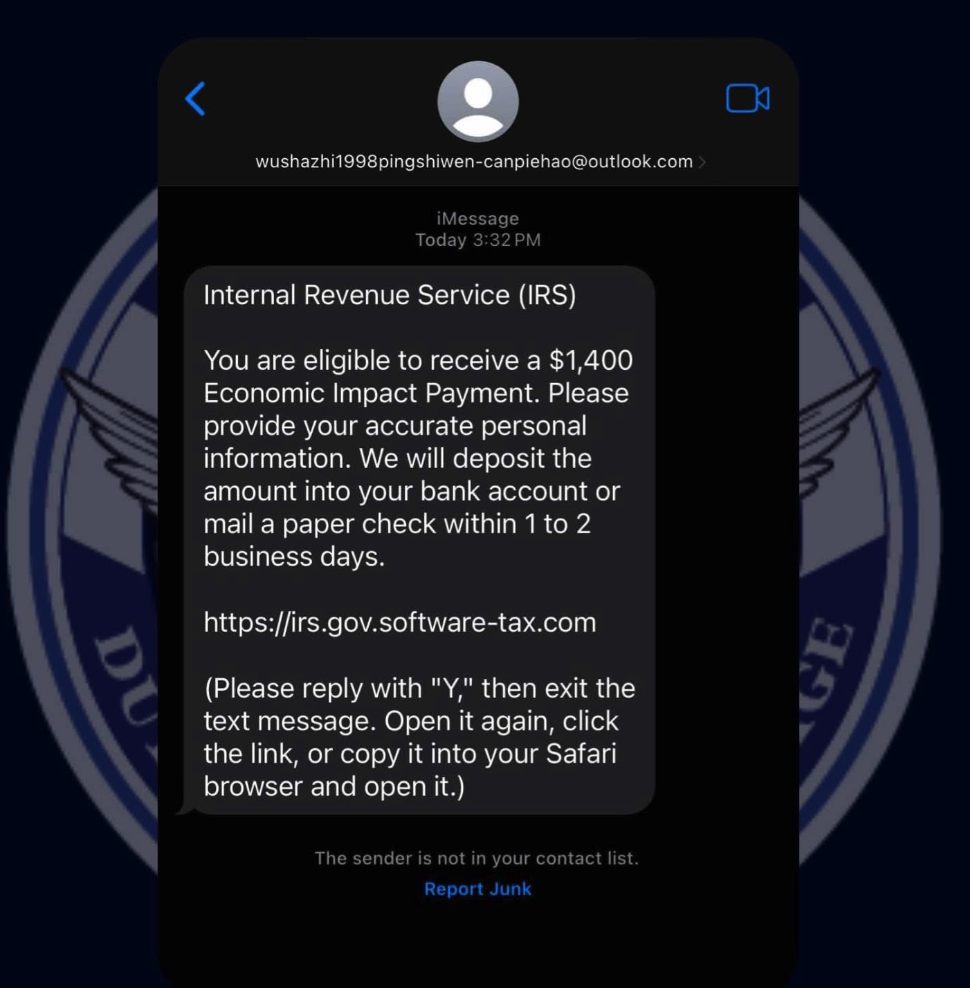 wushazhi1998pingshiwen-canpiehao@outlook.com
iMessage
Today 3:32 PM
Internal Revenue Service (IRS)
You are eligible to receive a $1,400
Economic Impact Payment. Please
provide your accurate personal
information. We will deposit the
amount into your bank account or
mail a paper check within 1 to 2
business days.
https://irs.gov.software-tax.com
(Please reply with "Y," then exit the
text message. Open it again, click
the link, or copy it into your Safari
browser and open it.)
The sender is not in your contact list.
Report Junk